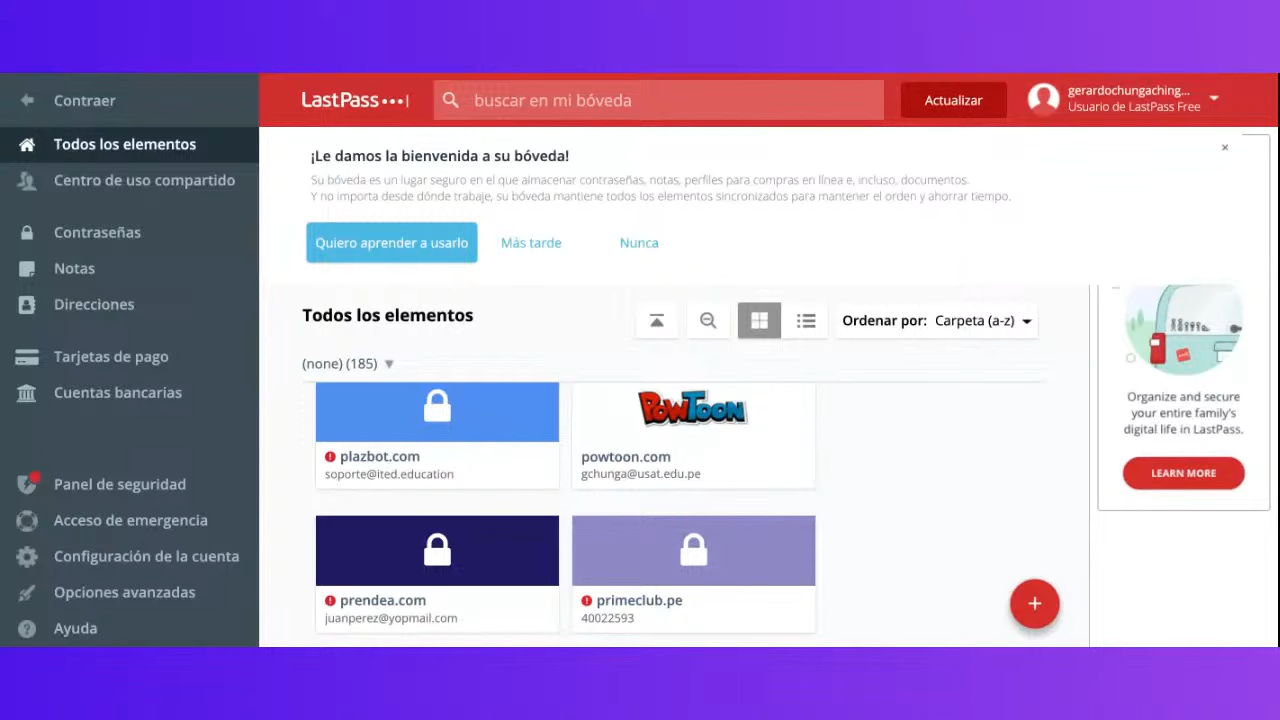 Contraer
Todos los elementos
Centro de uso compartido
Contraseñas
Notas
Direcciones
Tarjetas de pago
Cuentas bancarias
Panel de seguridad
Acceso de emergencia
Configuración de la cuenta
Opciones avanzadas
Ayuda
LastPass
buscar en mi bóveda
Actualizar
gerardochungaching...
Usuario de LastPass Free
¡Le damos la bienvenida a su bóveda!
Su bóveda es un lugar seguro en el que almacenar contraseñas, notas, perfiles para compras en línea e, incluso, documentos.
Y no importa desde dónde trabaje, su bóveda mantiene todos los elementos sincronizados para mantener el orden y ahorrar tiempo.
Quiero aprender a usarlo
Más tarde
Nunca
Todos los elementos
Ordenar por: Carpeta (a-z)
(none) (185)
plazbot.com
soporte@ited.education
POWTOON
powtoon.com
gchunga@usat.edu.pe
prendea.com
juanperez@yopmail.com
primeclub.pe
40022593
Organize and secure
your entire family's
digital life in LastPass.
LEARN MORE